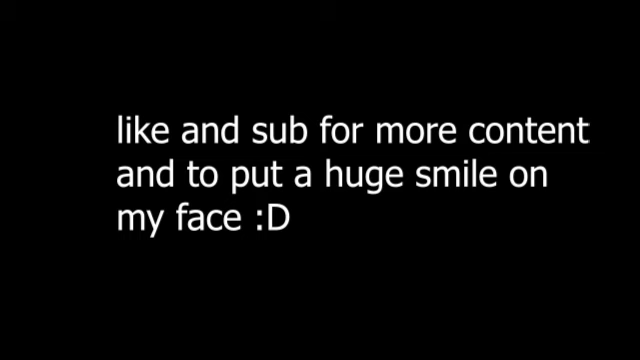 like and sub for more content
and to put a huge smile on
my face :D